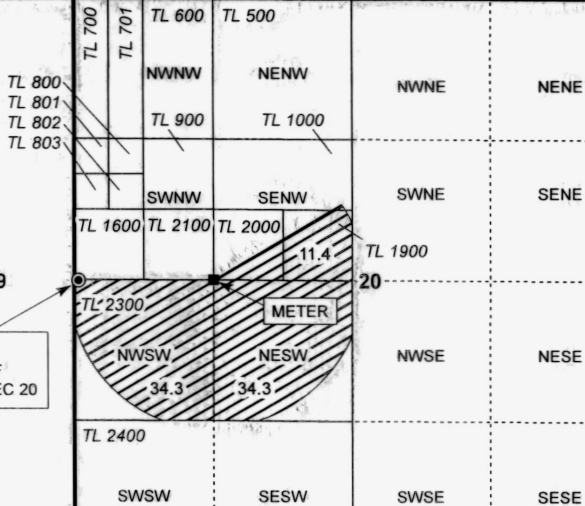 TL 700
TL 701
TL 600
TL 500
NWNW
NENW
NWNE
NENE
TL 800
TL 801
TL 802
TL 803
TL 900
TL 1000
SWNW
SENW
SWNE
SENE
TL 1600
TL 2100
TL 2000
11.4
TL 1900
9
20
TL 2300
METER
NWSW
NESW
NWSE
NESE
34.3
34.3
EC 20
TL 2400
SWSW
SESW
SWSE
SESE